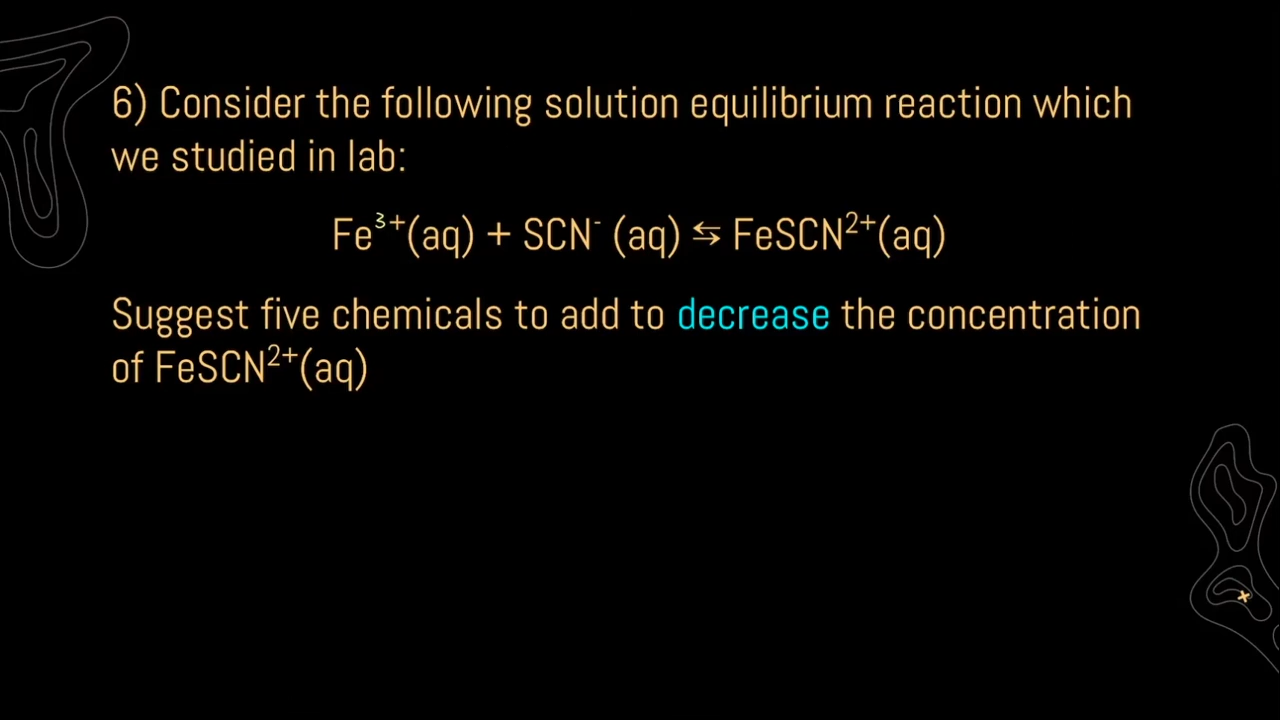 6) Consider the following solution equilibrium reaction which
we studied in lab:
Fe³⁺(aq) + SCN⁻ (aq) ⇆ FeSCN²⁺(aq)
Suggest five chemicals to add to decrease the concentration
of FeSCN²⁺(aq)